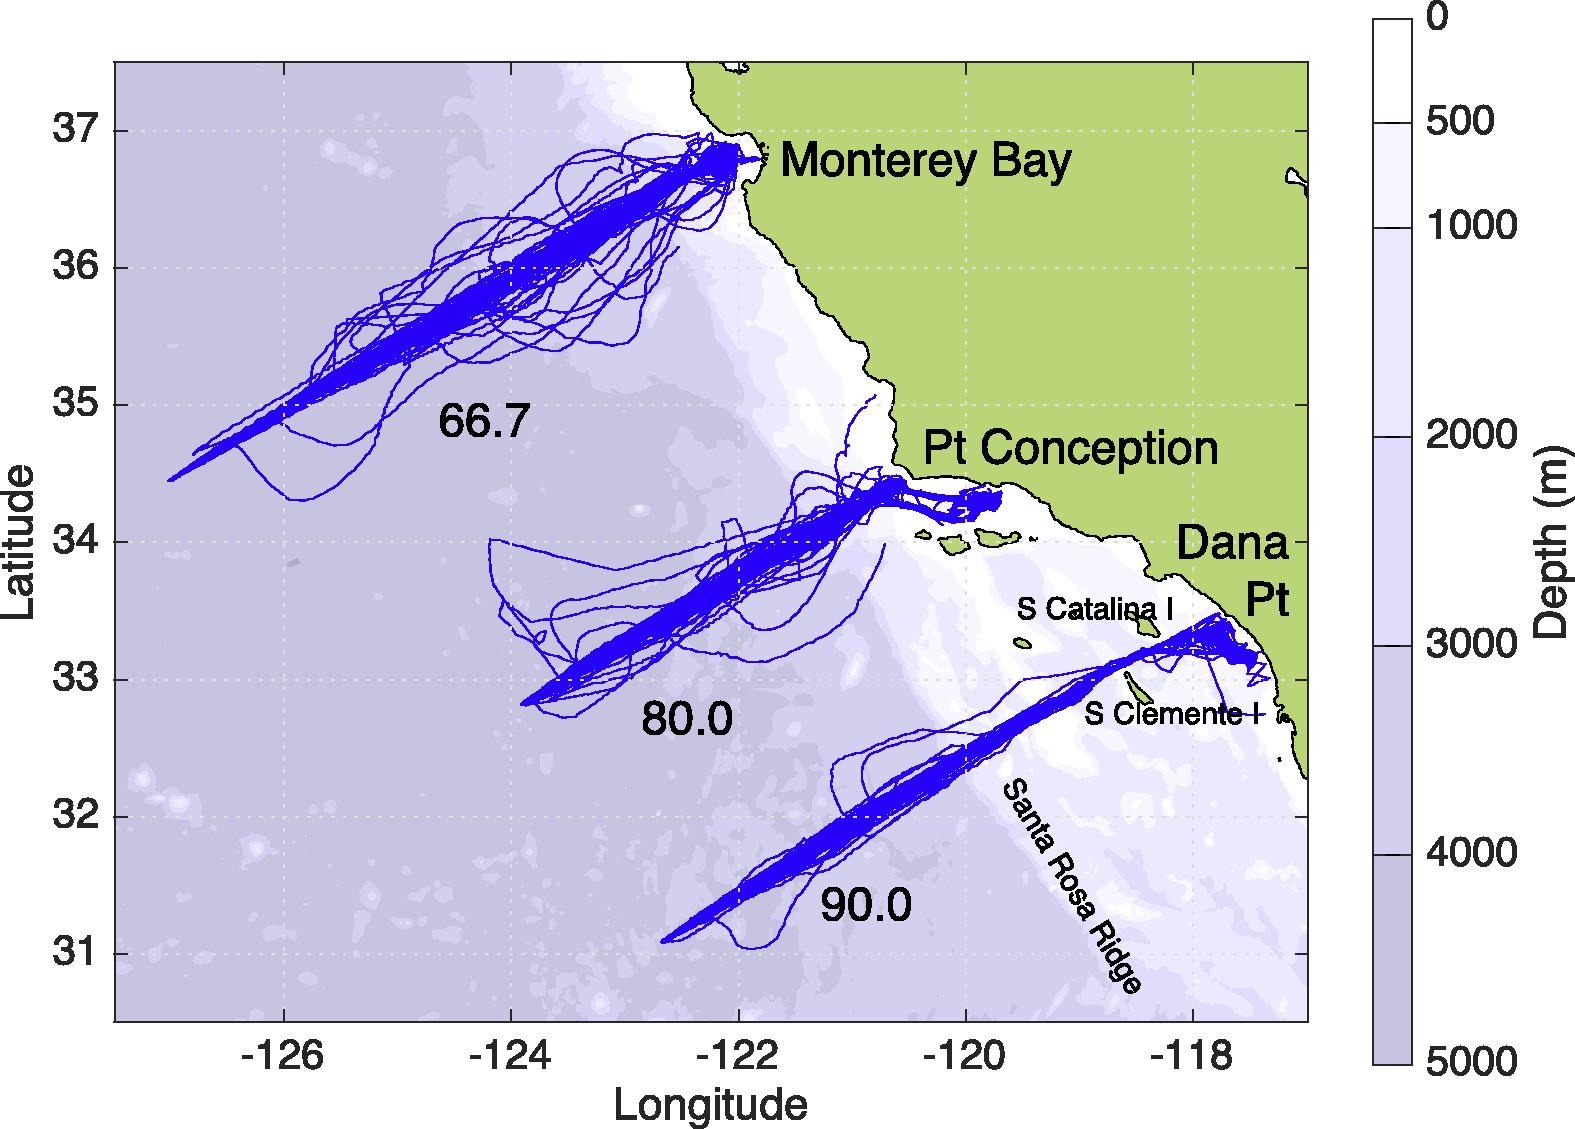 0
37
Monterey Bay
500
1000
36
35
66.7
Pt Conception
2000
Latitude
Depth (m)
34
Dana
Pt
S Catalina I
3000
33
80.0
S Clemente I
32
Santa Rosa Ridge
4000
90.0
31
5000
-126
-124
-122
-120
-118
Longitude